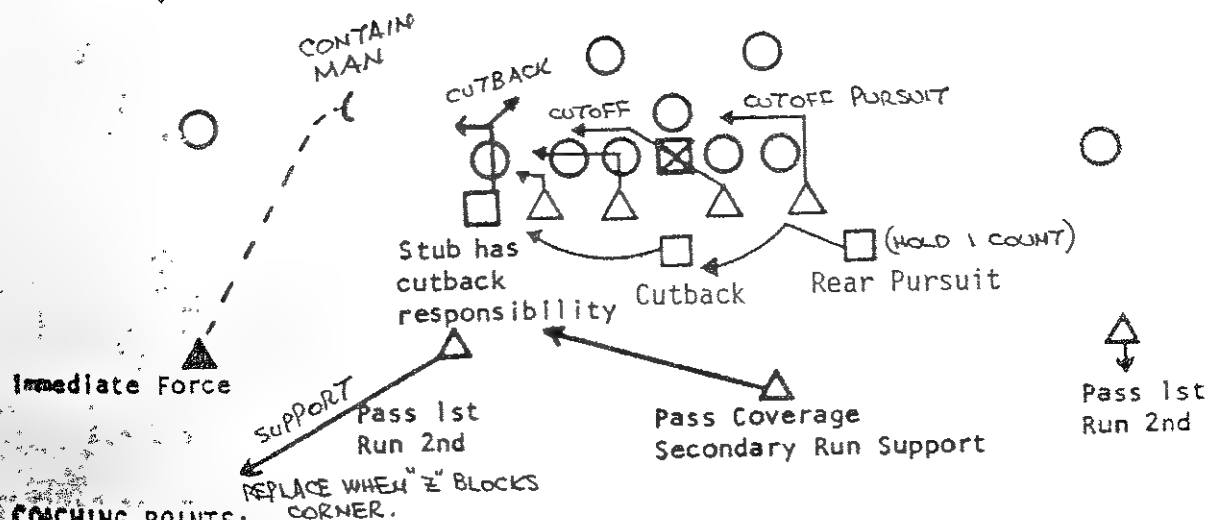 CONTAIN
MAN
CUTBACK
CUTOFF
CUTOFF PURSUIT
Stub has
cutback
responsibility
Cutback
(HOLD 1 COUNT)
Rear Pursuit
Immediate Force
SUPPORT
Pass 1st
Run 2nd
Pass Coverage
Secondary Run Support
Pass 1st
Run 2nd
REPLACE WHEN "Z" BLOCKS
CORNER.
COACHING POINTS: